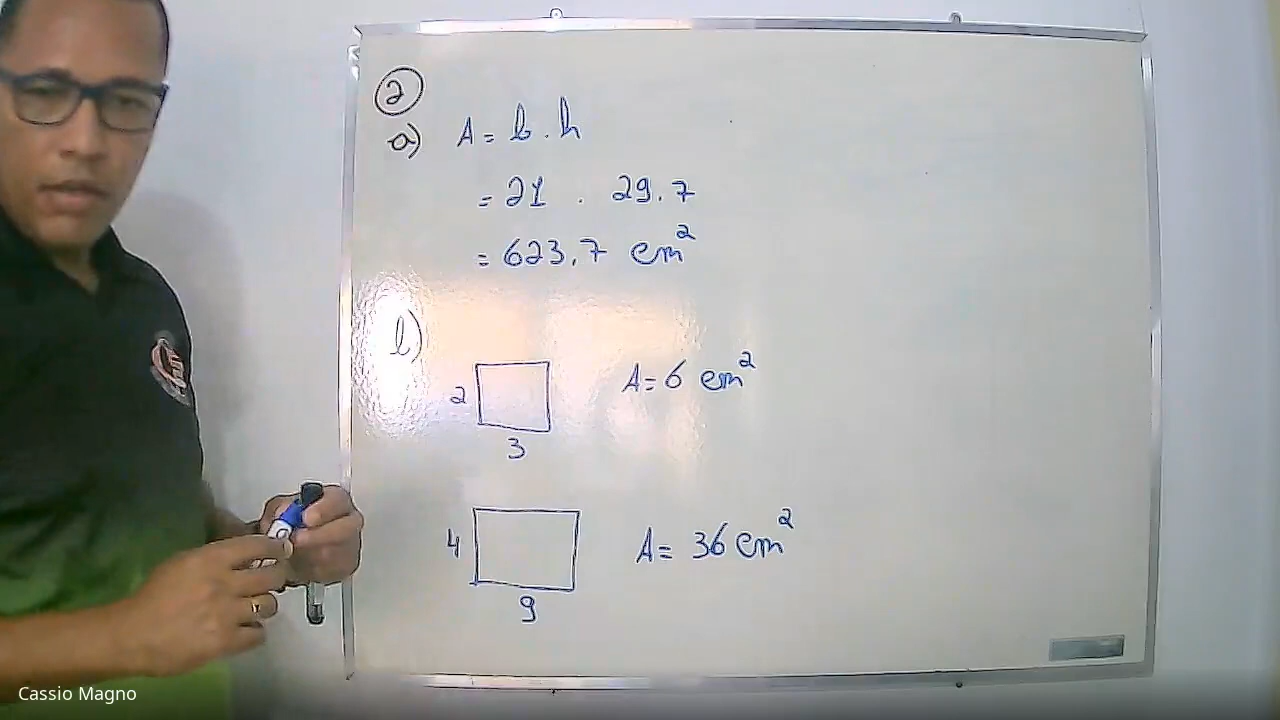 2
a) A = b . h
= 21 . 29.7
= 623.7 cm²
b)
2
3
A = 6 cm²
4
9
A = 36 cm²
Cassio Magno